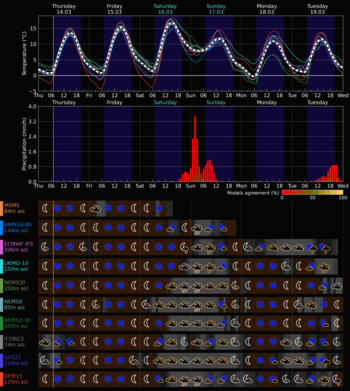 Thursday Friday Saturday Sunday Monday Tuesday
14.03 15.03 16.03 17.03 18.03 19.03
Temperature (°C)
15
10
5
0
-5
Thu 06 12 18 Fri 06 12 18 Sat 06 12 18 Sun 06 12 18 Mon 06 12 18 Tue 06 12 18 Wed
Precipitation (mm/h)
4.0
Thursday Friday Saturday Sunday Monday Tuesday
3.2
2.4
1.6
0.8
0.0
Thu 06 12 18 Fri 06 12 18 Sat 06 12 18 Sun 06 12 18 Mon 06 12 18 Tue 06 12 18 Wed
Models agreement (%)
0 50 100
MSM5
84m asl
ARPEGE40
144m asl
ECMWF-IFS
206m asl
UKMO-10
150m asl
NEMS30
200m asl
NEMS8
85m asl
NEMS2-30
200m asl
ICON13
74m asl
GFS22
124m asl
GEM15
129m asl